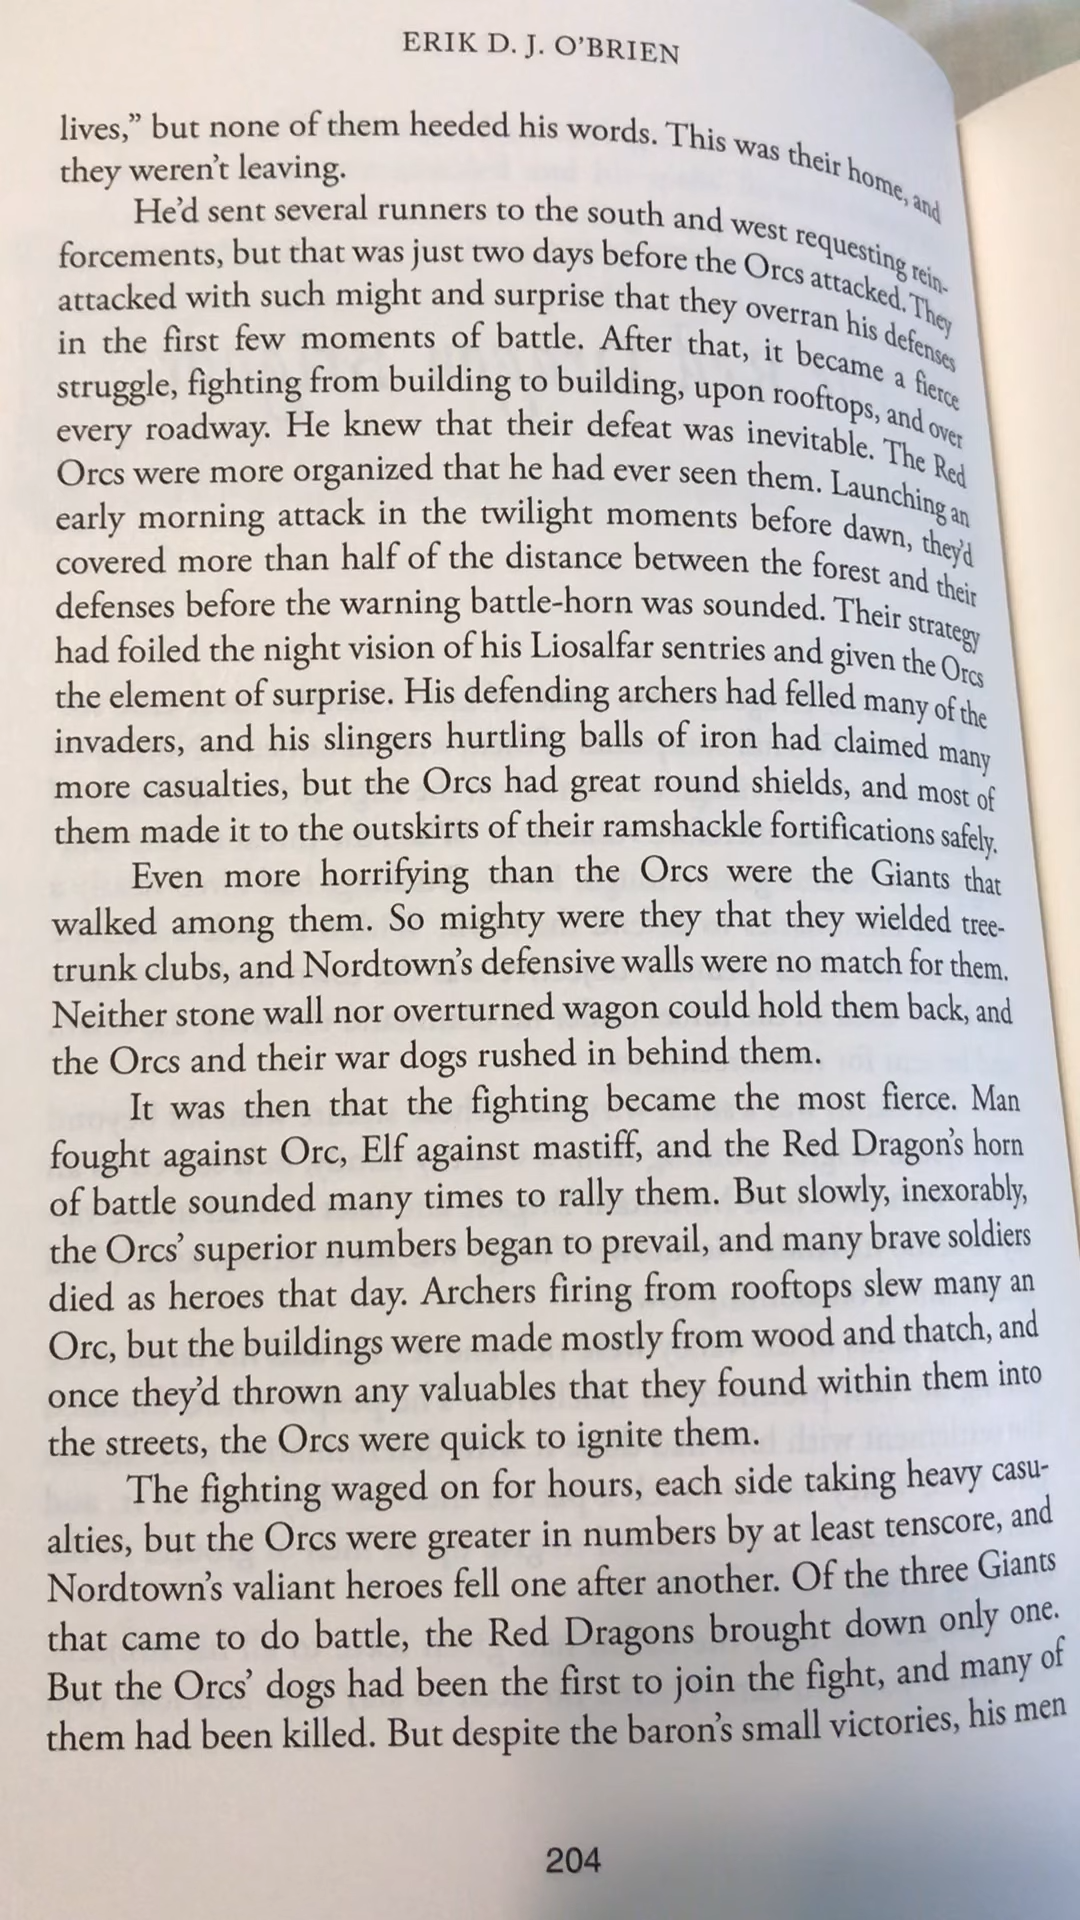 ERIK D. J. O’BRIEN
lives,” but none of them heeded his words. This was their home, and
they weren’t leaving.
He’d sent several runners to the south and west requesting rein-
forcements, but that was just two days before the Orcs attacked. They
attacked with such might and surprise that they overran his defenses
in the first few moments of battle. After that, it became a fierce
struggle, fighting from building to building, upon rooftops, and over
every roadway. He knew that their defeat was inevitable. The Red
Orcs were more organized that he had ever seen them. Launching an
early morning attack in the twilight moments before dawn, they’d
covered more than half of the distance between the forest and their
defenses before the warning battle-horn was sounded. Their strategy
had foiled the night vision of his Liosalfar sentries and given the Orcs
the element of surprise. His defending archers had felled many of the
invaders, and his slingers hurtling balls of iron had claimed many
more casualties, but the Orcs had great round shields, and most of
them made it to the outskirts of their ramshackle fortifications safely.
Even more horrifying than the Orcs were the Giants that
walked among them. So mighty were they that they wielded tree-
trunk clubs, and Nordtown’s defensive walls were no match for them.
Neither stone wall nor overturned wagon could hold them back, and
the Orcs and their war dogs rushed in behind them.
It was then that the fighting became the most fierce. Man
fought against Orc, Elf against mastiff, and the Red Dragon’s horn
of battle sounded many times to rally them. But slowly, inexorably,
the Orcs’ superior numbers began to prevail, and many brave soldiers
died as heroes that day. Archers firing from rooftops slew many an
Orc, but the buildings were made mostly from wood and thatch, and
once they’d thrown any valuables that they found within them into
the streets, the Orcs were quick to ignite them.
The fighting waged on for hours, each side taking heavy casu-
alties, but the Orcs were greater in numbers by at least tenscore, and
Nordtown’s valiant heroes fell one after another. Of the three Giants
that came to do battle, the Red Dragons brought down only one.
But the Orcs’ dogs had been the first to join the fight, and many of
them had been killed. But despite the baron’s small victories, his men
204